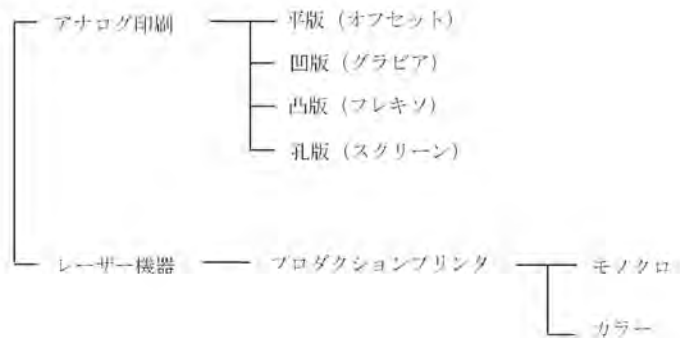 アナログ印刷
平版（オフセット）
凹版（グラビア）
凸版（フレキソ）
孔版（スクリーン）
レーザー機器
プロダクションプリンタ
モノクロ
カラー